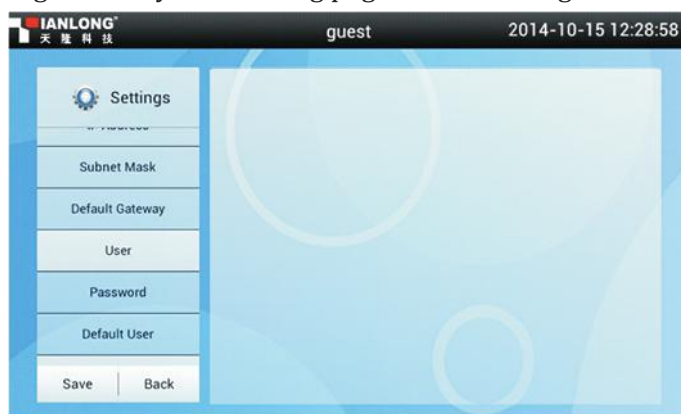 TIANLONG
天隆科技
guest
2014-10-15 12:28:58
Settings
Subnet Mask
Default Gateway
User
Password
Default User
Save
Back